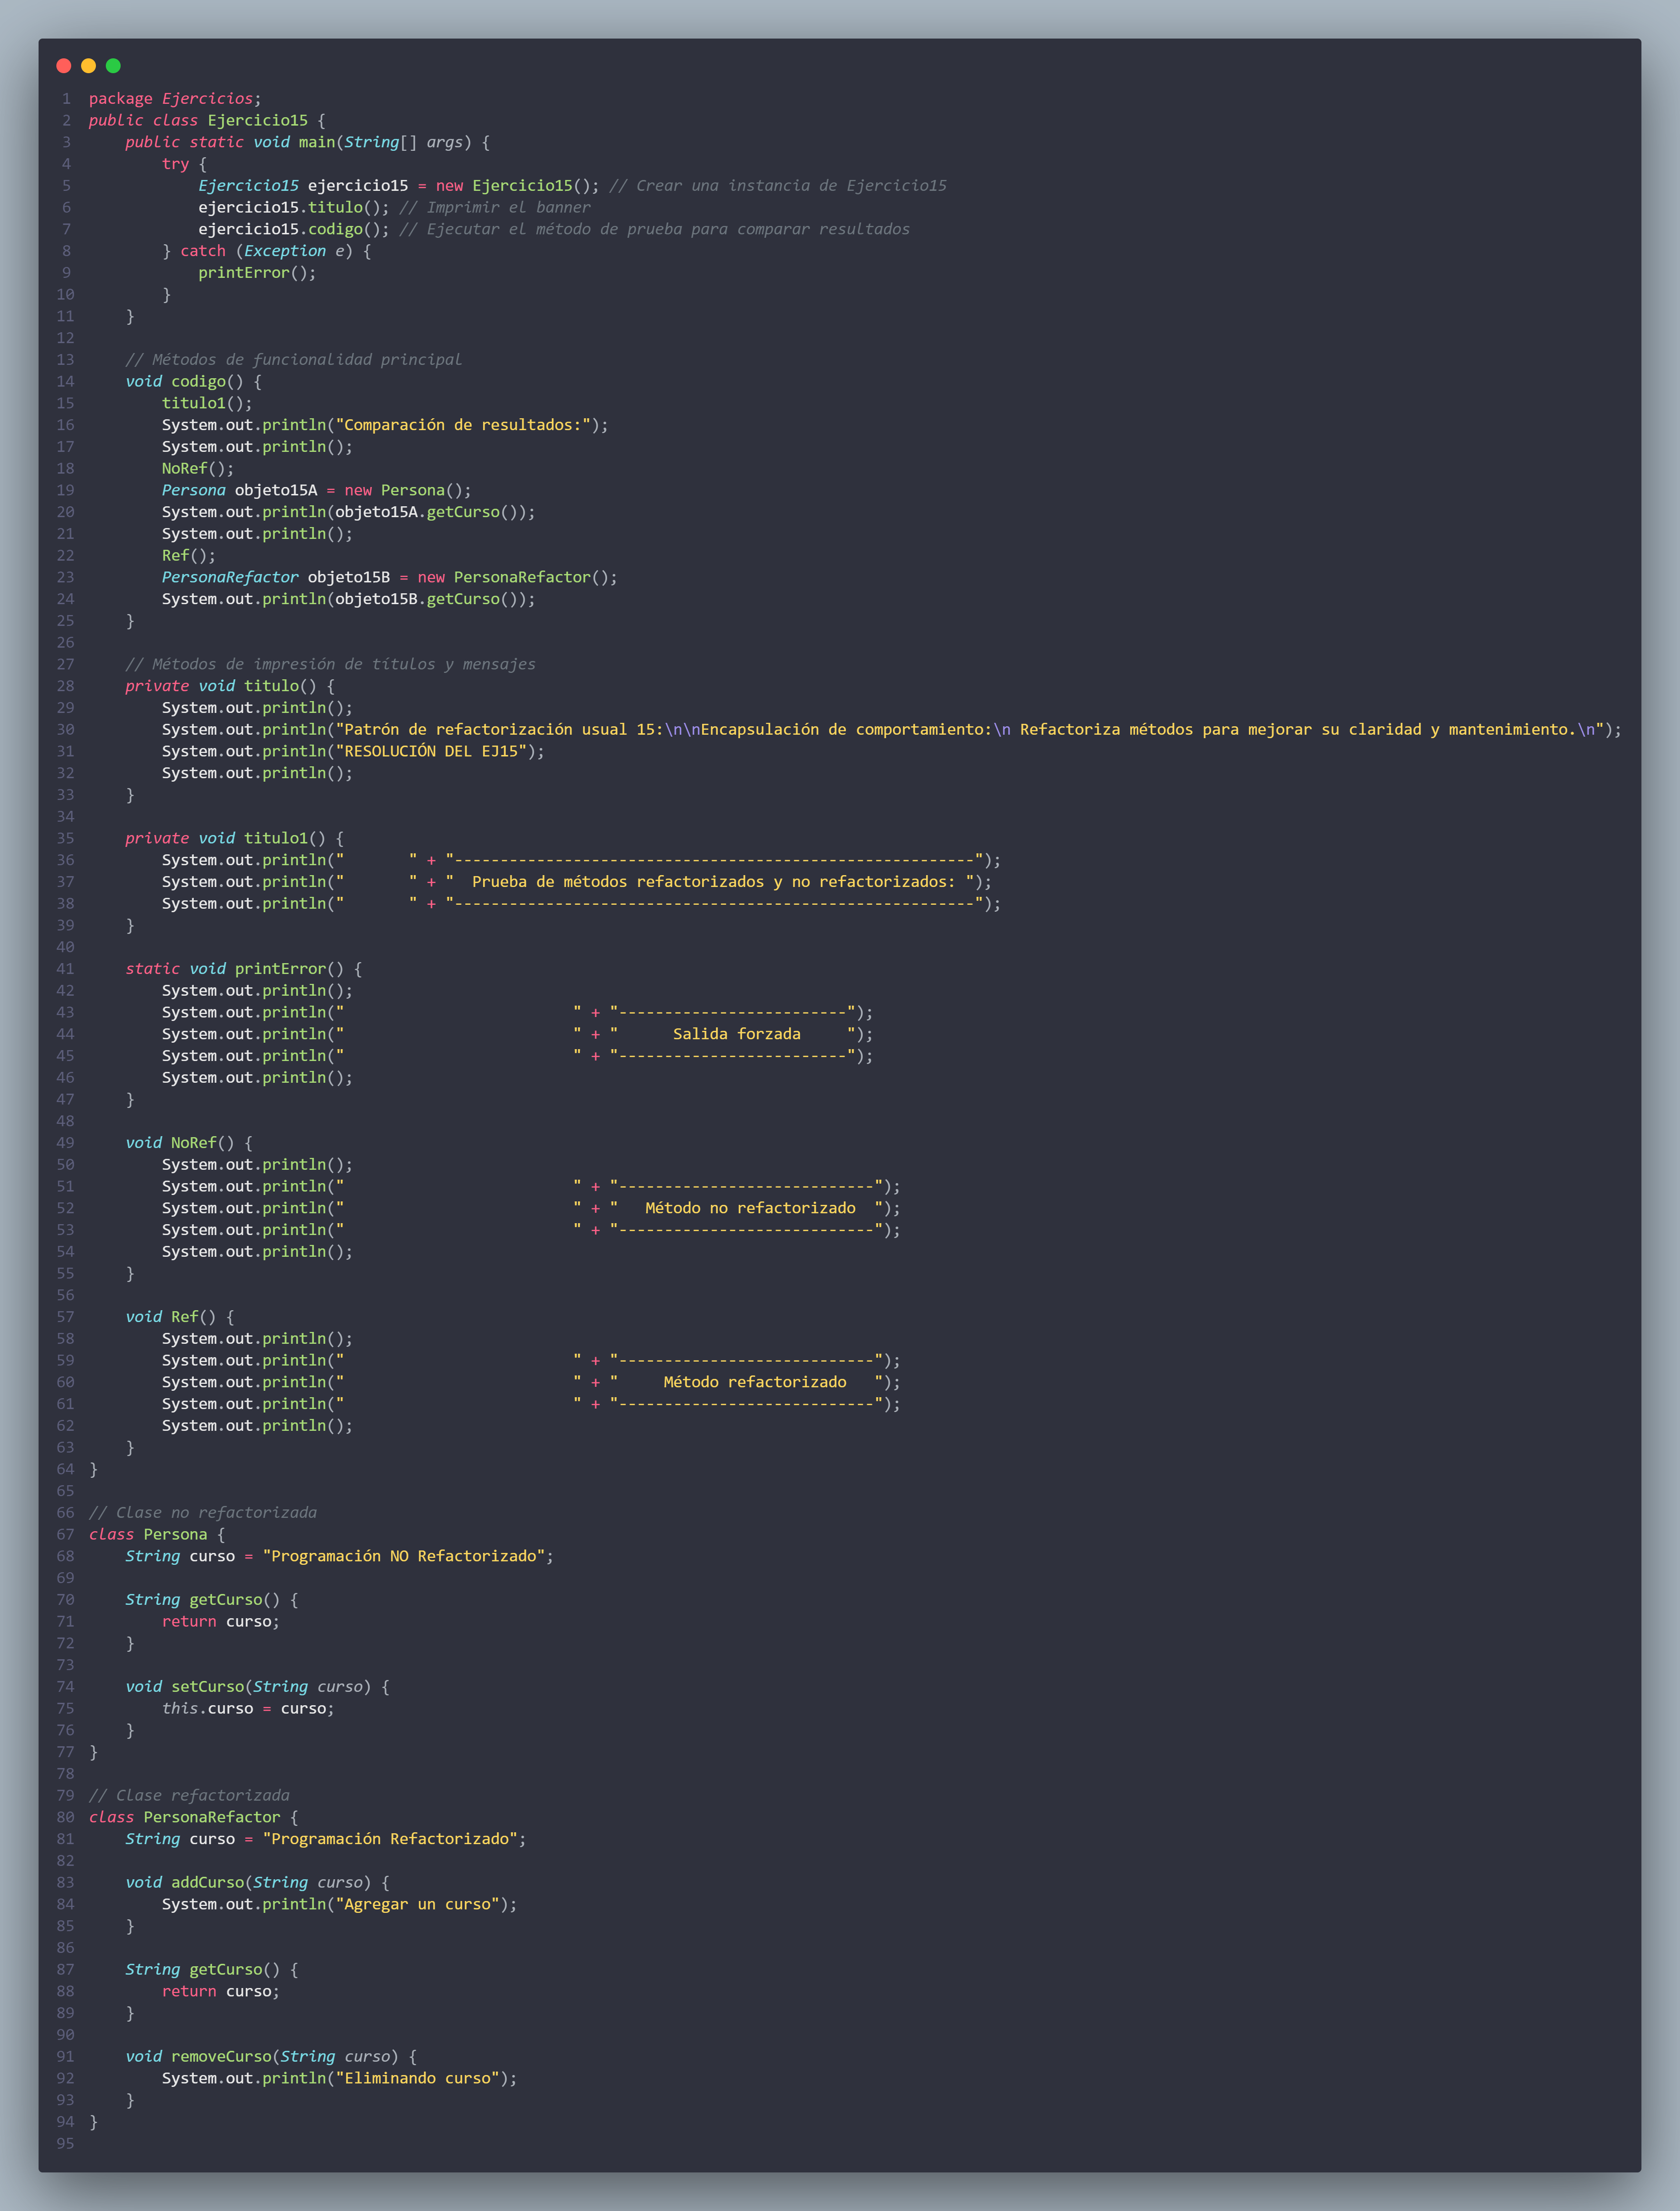 1 package Ejercicios;
2 public class Ejercicio15 {
3     public static void main(String[] args) {
4         try {
5             Ejercicio15 ejercicio15 = new Ejercicio15(); // Crear una instancia de Ejercicio15
6             ejercicio15.titulo(); // Imprimir el banner
7             ejercicio15.codigo(); // Ejecutar el método de prueba para comparar resultados
8         } catch (Exception e) {
9             printError();
10         }
11     }
12
13     // Métodos de funcionalidad principal
14     void codigo() {
15         titulo1();
16         System.out.println("Comparación de resultados:");
17         System.out.println();
18         NoRef();
19         Persona objeto15A = new Persona();
20         System.out.println(objeto15A.getCurso());
21         System.out.println();
22         Ref();
23         PersonaRefactor objeto15B = new PersonaRefactor();
24         System.out.println(objeto15B.getCurso());
25     }
26
27     // Métodos de impresión de títulos y mensajes
28     private void titulo() {
29         System.out.println();
30         System.out.println("Patrón de refactorización usual 15:\n\nEncapsulación de comportamiento:\n Refactoriza métodos para mejorar su claridad y mantenimiento.\n");
31         System.out.println("RESOLUCIÓN DEL EJ15");
32         System.out.println();
33     }
34
35     private void titulo1() {
36         System.out.println("       " + "---------------------------------------------------------");
37         System.out.println("       " + "  Prueba de métodos refactorizados y no refactorizados: ");
38         System.out.println("       " + "---------------------------------------------------------");
39     }
40
41     static void printError() {
42         System.out.println();
43         System.out.println("                         " + "-------------------------");
44         System.out.println("                         " + "      Salida forzada     ");
45         System.out.println("                         " + "-------------------------");
46         System.out.println();
47     }
48
49     void NoRef() {
50         System.out.println();
51         System.out.println("                         " + "----------------------------");
52         System.out.println("                         " + "   Método no refactorizado  ");
53         System.out.println("                         " + "----------------------------");
54         System.out.println();
55     }
56
57     void Ref() {
58         System.out.println();
59         System.out.println("                         " + "----------------------------");
60         System.out.println("                         " + "     Método refactorizado   ");
61         System.out.println("                         " + "----------------------------");
62         System.out.println();
63     }
64 }
65
66 // Clase no refactorizada
67 class Persona {
68     String curso = "Programación NO Refactorizado";
69
70     String getCurso() {
71         return curso;
72     }
73
74     void setCurso(String curso) {
75         this.curso = curso;
76     }
77 }
78
79 // Clase refactorizada
80 class PersonaRefactor {
81     String curso = "Programación Refactorizado";
82
83     void addCurso(String curso) {
84         System.out.println("Agregar un curso");
85     }
86
87     String getCurso() {
88         return curso;
89     }
90
91     void removeCurso(String curso) {
92         System.out.println("Eliminando curso");
93     }
94 }
95